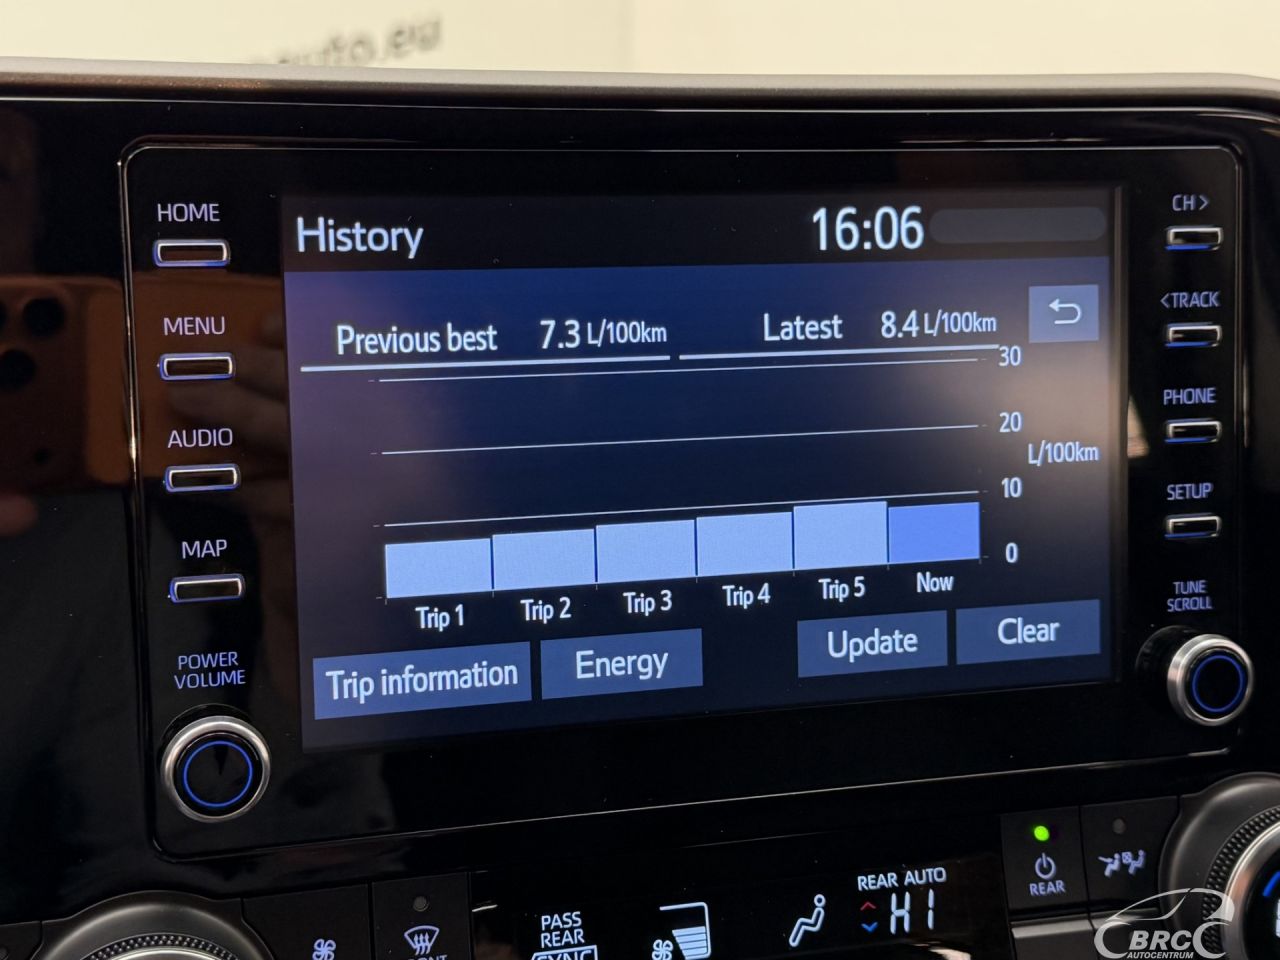 HOME
MENU
AUDIO
MAP
POWER
VOLUME
History
16:06
Previous best 7.3 L/100km
Latest 8.4 L/100km
30
20
L/100km
10
0
Trip 1 Trip 2 Trip 3 Trip 4 Trip 5 Now
Trip information Energy Update Clear
CH>
<TRACK
PHONE
SETUP
TUNE
SCROLL
PASS
REAR
SYNC
REAR AUTO
HI
REAR
BRC
AUTOCENTRUM